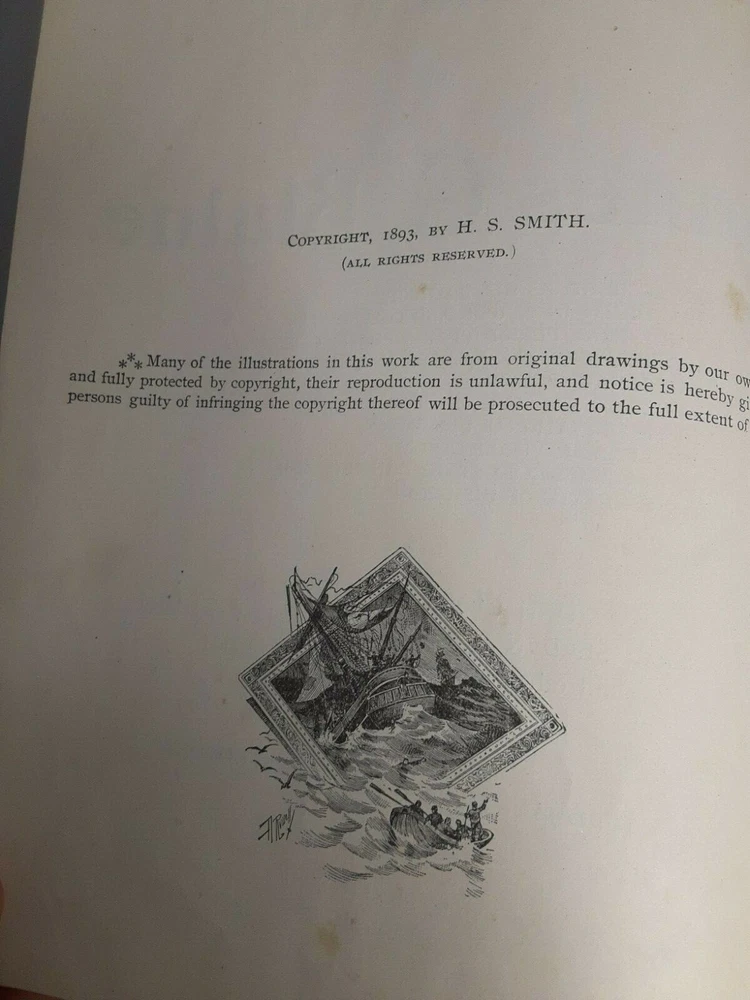 COPYRIGHT, 1893, BY H. S. SMITH.
(ALL RIGHTS RESERVED.)
⁂ Many of the illustrations in this work are from original drawings by our
and fully protected by copyright, their reproduction is unlawful, and notice is hereby
persons guilty of infringing the copyright thereof will be prosecuted to the full extent of